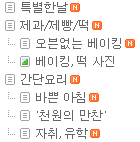 특별한날 N
제과/제빵/떡 N
오븐없는 베이킹 N
베이킹, 떡 사진
간단요리 N
바쁜 아침 N
'천원의 만찬'
자취, 유학 N